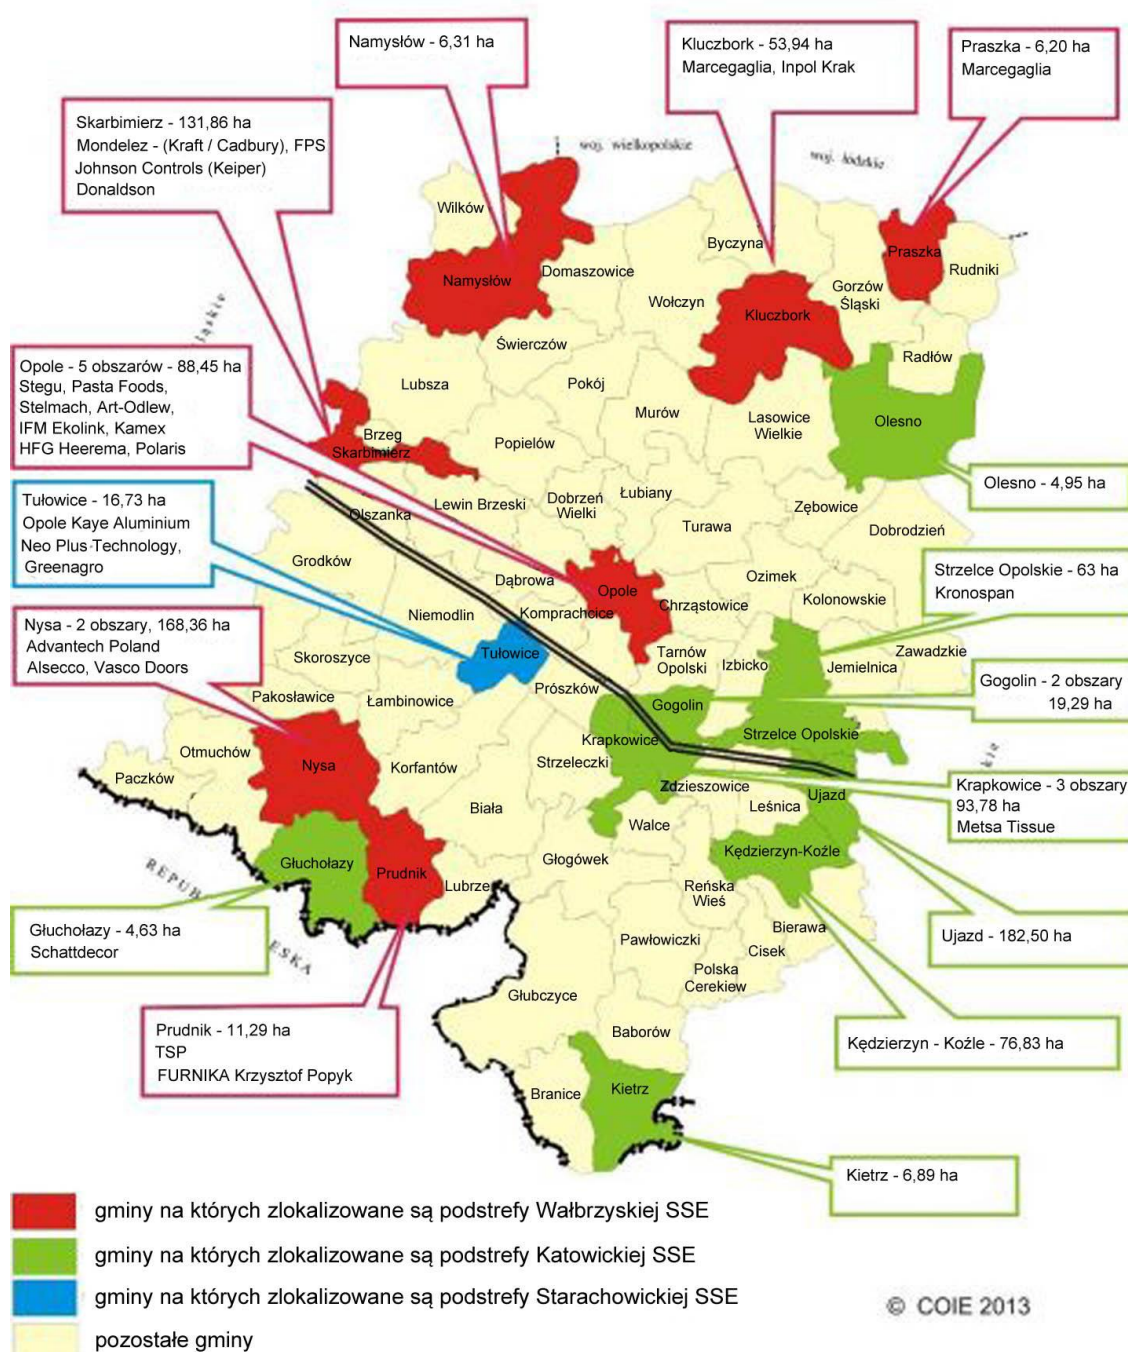 Namysłów - 6,31 ha
Kluczbork - 53,94 ha
Marcegaglia, Inpol Krak
Praszka - 6,20 ha
Marcegaglia
Skarbimierz - 131,86 ha
Mondelez - (Kraft / Cadbury), FPS
Johnson Controls (Keiper)
Donaldson
woj. wielkopolskie
woj. łódzkie
Wilków
Byczyna
Praszka
Rudniki
Namysłów
Domaszowice
Wołczyn
Kluczbork
Gorzów
Śląski
Świerczów
Radłów
Opole - 5 obszarów - 88,45 ha
Stegu, Pasta Foods,
Stelmach, Art-Odlew,
IFM Ekolink, Kamex
HFG Heerema, Polaris
ląskie
Lubsza
Pokój
Murów
Lasowice
Wielkie
Olesno
Brzeg
Skarbimierz
Popielów
Olesno - 4,95 ha
Tułowice - 16,73 ha
Opole Kaye Aluminium
Neo Plus-Technology,
Greenagro
Olszanka
Lewin Brzeski
Dobrzeń
Wielki
Łubiany
Turawa
Zębowice
Dobrodzień
Grodków
Dąbrowa
Opole
Ozimek
Strzelce Opolskie - 63 ha
Kronospan
Niemodlin
Komprachcice
Chrząstowice
Kolonowskie
Nysa - 2 obszary, 168,36 ha
Advantech Poland
Alsecco, Vasco Doors
Skoroszyce
Tułowice
Tarnów
Opolski
Izbicko
Jemielnica
Zawadzkie
Pakosławice
Łambinowice
Prószków
Gogolin
Gogolin - 2 obszary
19,29 ha
Otmuchów
Krapkowice
Strzelce Opolskie
kie
Paczków
Nysa
Korfantów
Strzeleczki
Zdzieszowice
Leśnica
Ujazd
Krapkowice - 3 obszary
93,78 ha
Metsa Tissue
Biała
Walce
Głuchołazy
Prudnik
Lubrze
Głogówek
Kędzierzyn-Koźle
REPUB
ESKA
Reńska
Wieś
Bierawa
Głuchołazy - 4,63 ha
Schattdecor
Pawłowiczki
Cisek
Ujazd - 182,50 ha
Polska
Cerekiew
Głubczyce
Prudnik - 11,29 ha
TSP
FURNIKA Krzysztof Popyk
Baborów
Kędzierzyn - Koźle - 76,83 ha
Branice
Kietrz
Kietrz - 6,89 ha
gminy na których zlokalizowane są podstrefy Wałbrzyskiej SSE
gminy na których zlokalizowane są podstrefy Katowickiej SSE
gminy na których zlokalizowane są podstrefy Starachowickiej SSE
pozostałe gminy
© COIE 2013